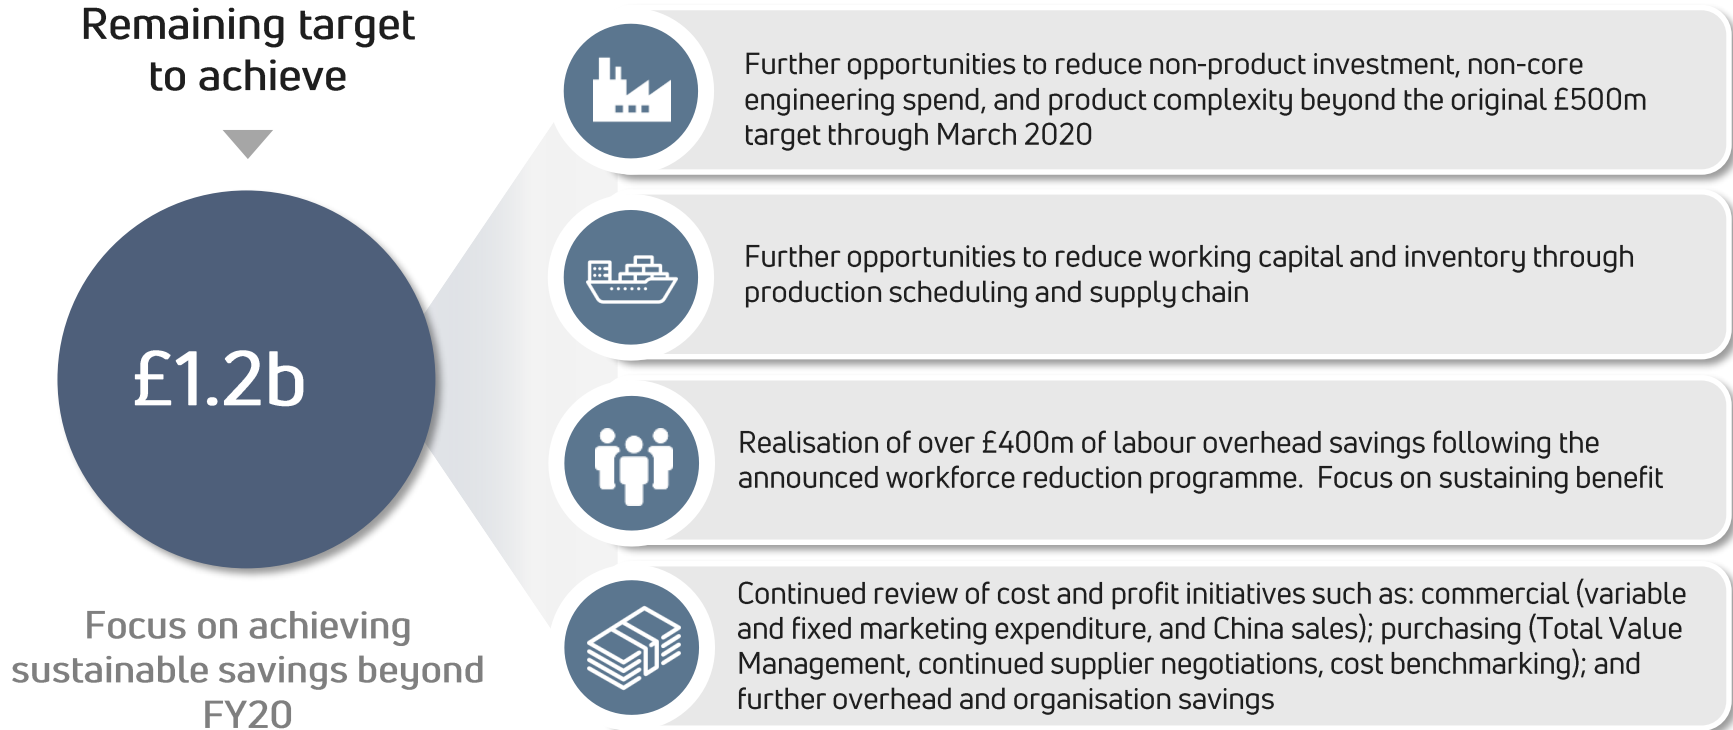 Remaining target
to achieve
£1.2b
Focus on achieving
sustainable savings beyond
FY20
Further opportunities to reduce non-product investment, non-core
engineering spend, and product complexity beyond the original £500m
target through March 2020
Further opportunities to reduce working capital and inventory through
production scheduling and supply chain
Realisation of over £400m of labour overhead savings following the
announced workforce reduction programme.  Focus on sustaining benefit
Continued review of cost and profit initiatives such as: commercial (variable
and fixed marketing expenditure, and China sales); purchasing (Total Value
Management, continued supplier negotiations, cost benchmarking); and
further overhead and organisation savings